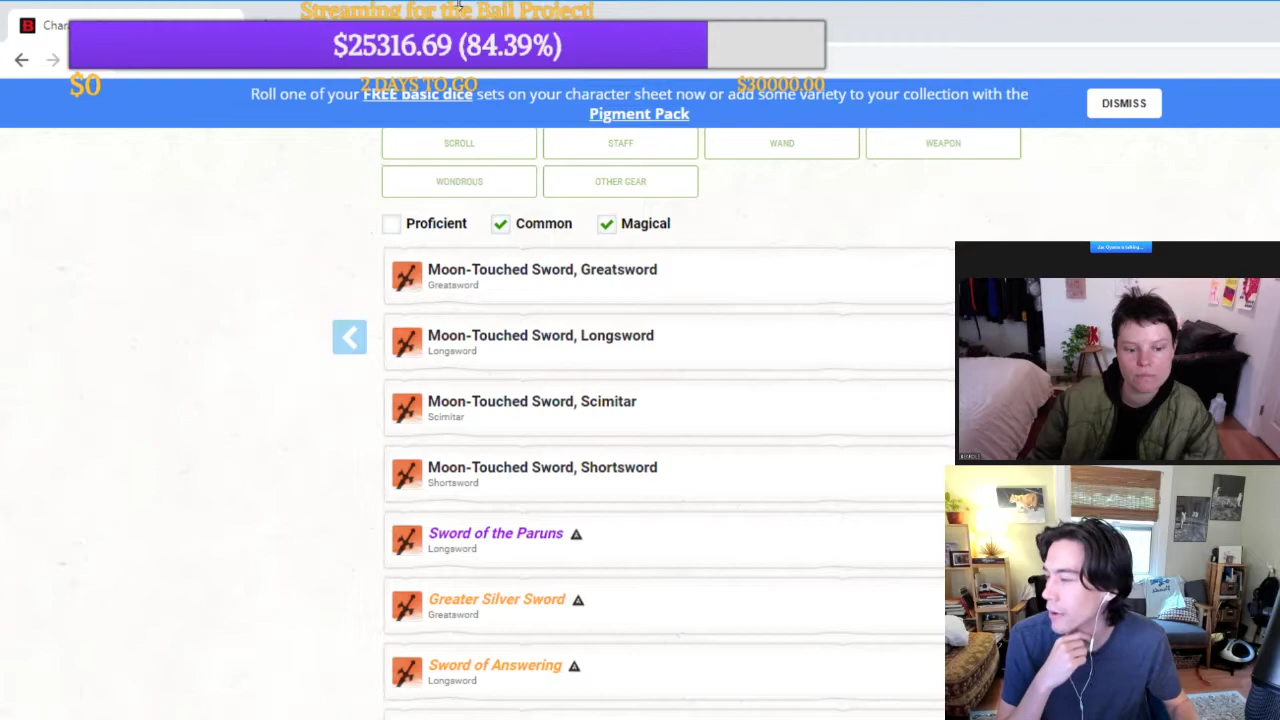 Streaming for the Bail Project!
Char
$25316.69 (84.39%)
$0
2 DAYS TO GO
$30000.00
Roll one of your FREE basic dice sets on your character sheet now or add some variety to your collection with the
Pigment Pack
DISMISS
SCROLL
STAFF
WAND
WEAPON
WONDROUS
OTHER GEAR
Proficient
Common
Magical
Moon-Touched Sword, Greatsword
Greatsword
Moon-Touched Sword, Longsword
Longsword
Moon-Touched Sword, Scimitar
Scimitar
Moon-Touched Sword, Shortsword
Shortsword
Sword of the Paruns
Longsword
Greater Silver Sword
Greatsword
Sword of Answering
Longsword